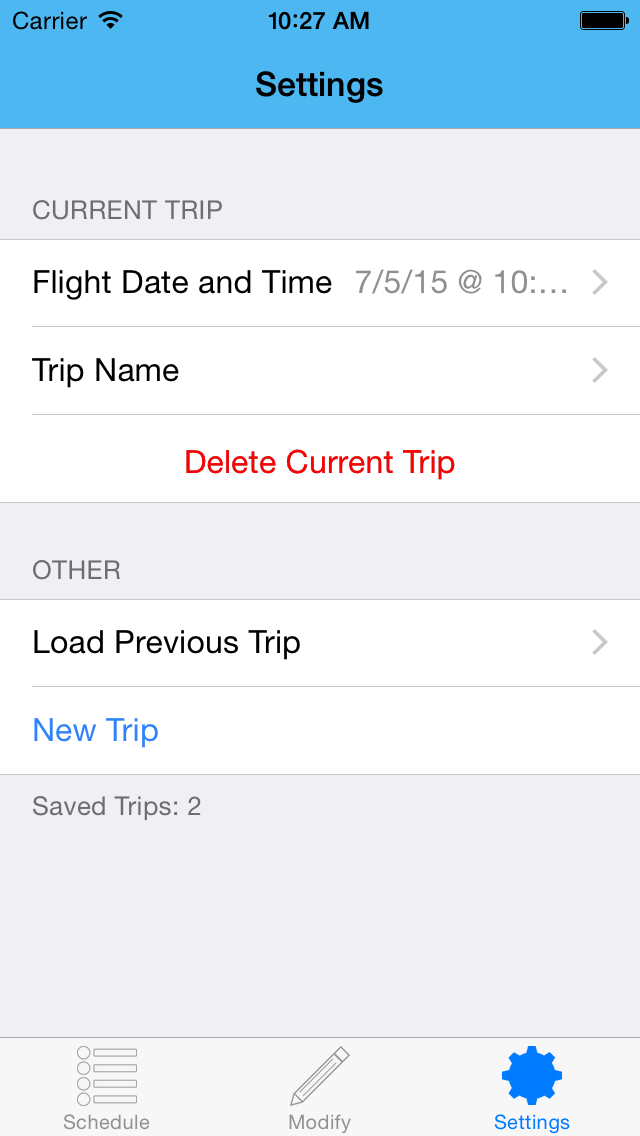 Carrier 10:27 AM
Settings
CURRENT TRIP
Flight Date and Time 7/5/15 @ 10:...
Trip Name
Delete Current Trip
OTHER
Load Previous Trip
New Trip
Saved Trips: 2
Schedule Modify Settings